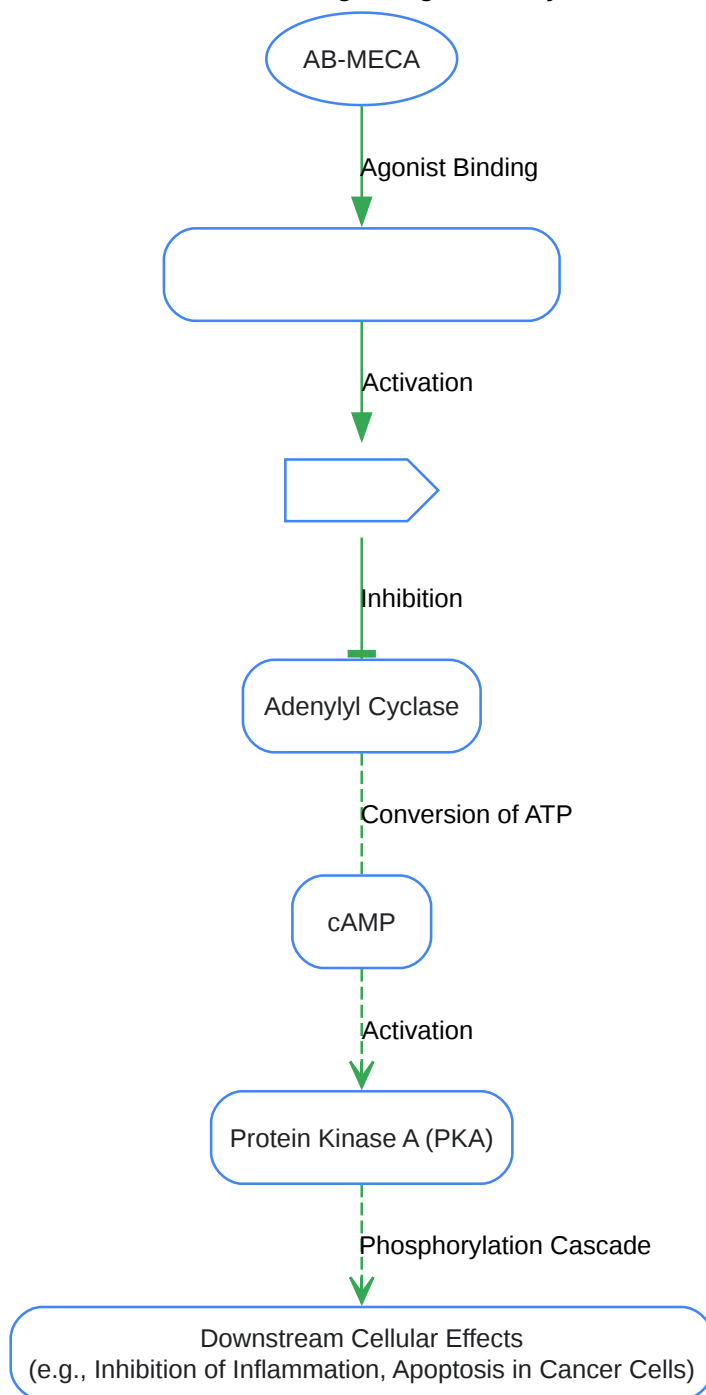 AB-MECA
Agonist Binding
Activation
Inhibition
Adenylyl Cyclase
Conversion of ATP
cAMP
Activation
Protein Kinase A (PKA)
Phosphorylation Cascade
Downstream Cellular Effects
(e.g., Inhibition of Inflammation, Apoptosis in Cancer Cells)